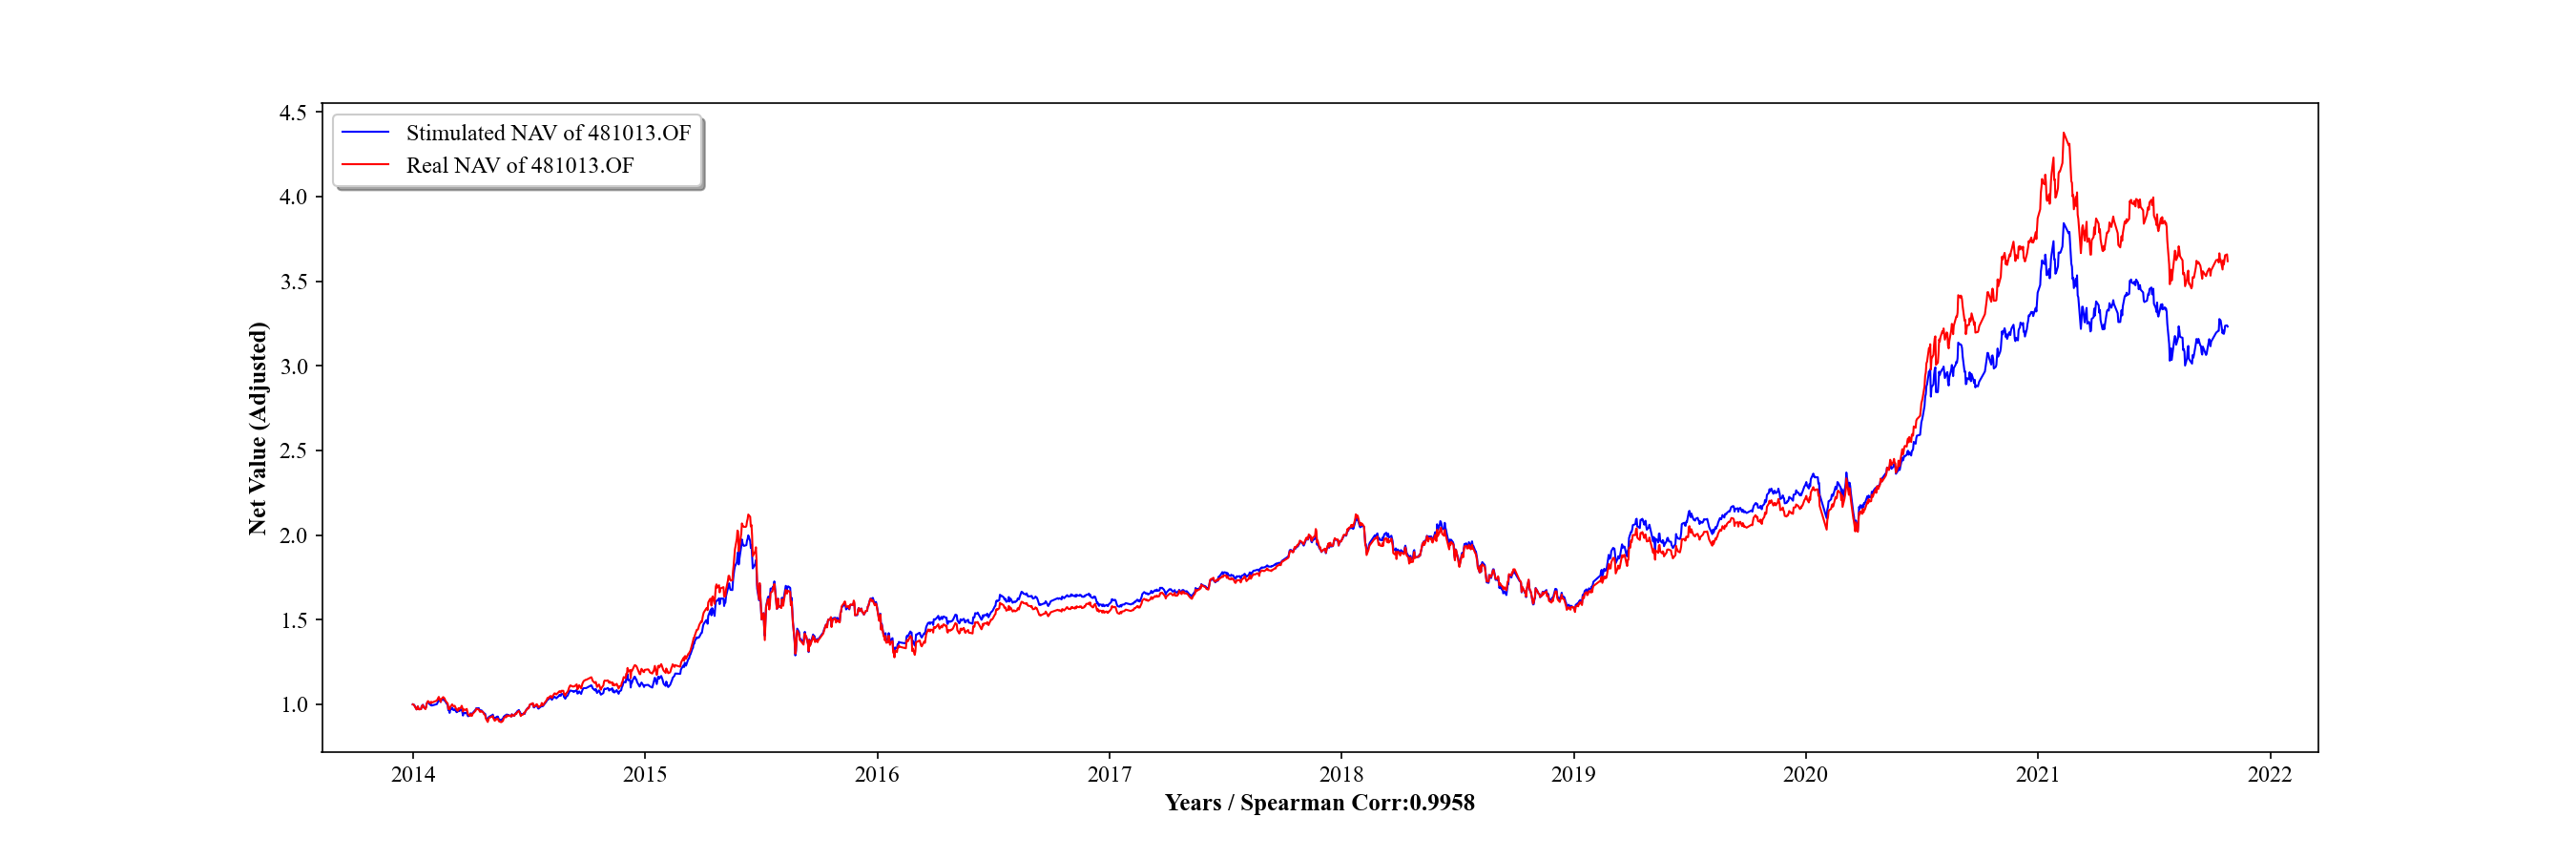 4.5
4.0
3.5
3.0
2.5
2.0
1.5
1.0
Net Value (Adjusted)
Stimulated NAV of 481013.OF
Real NAV of 481013.OF
2014 2015 2016 2017 2018 2019 2020 2021 2022
Years / Spearman Corr:0.9958